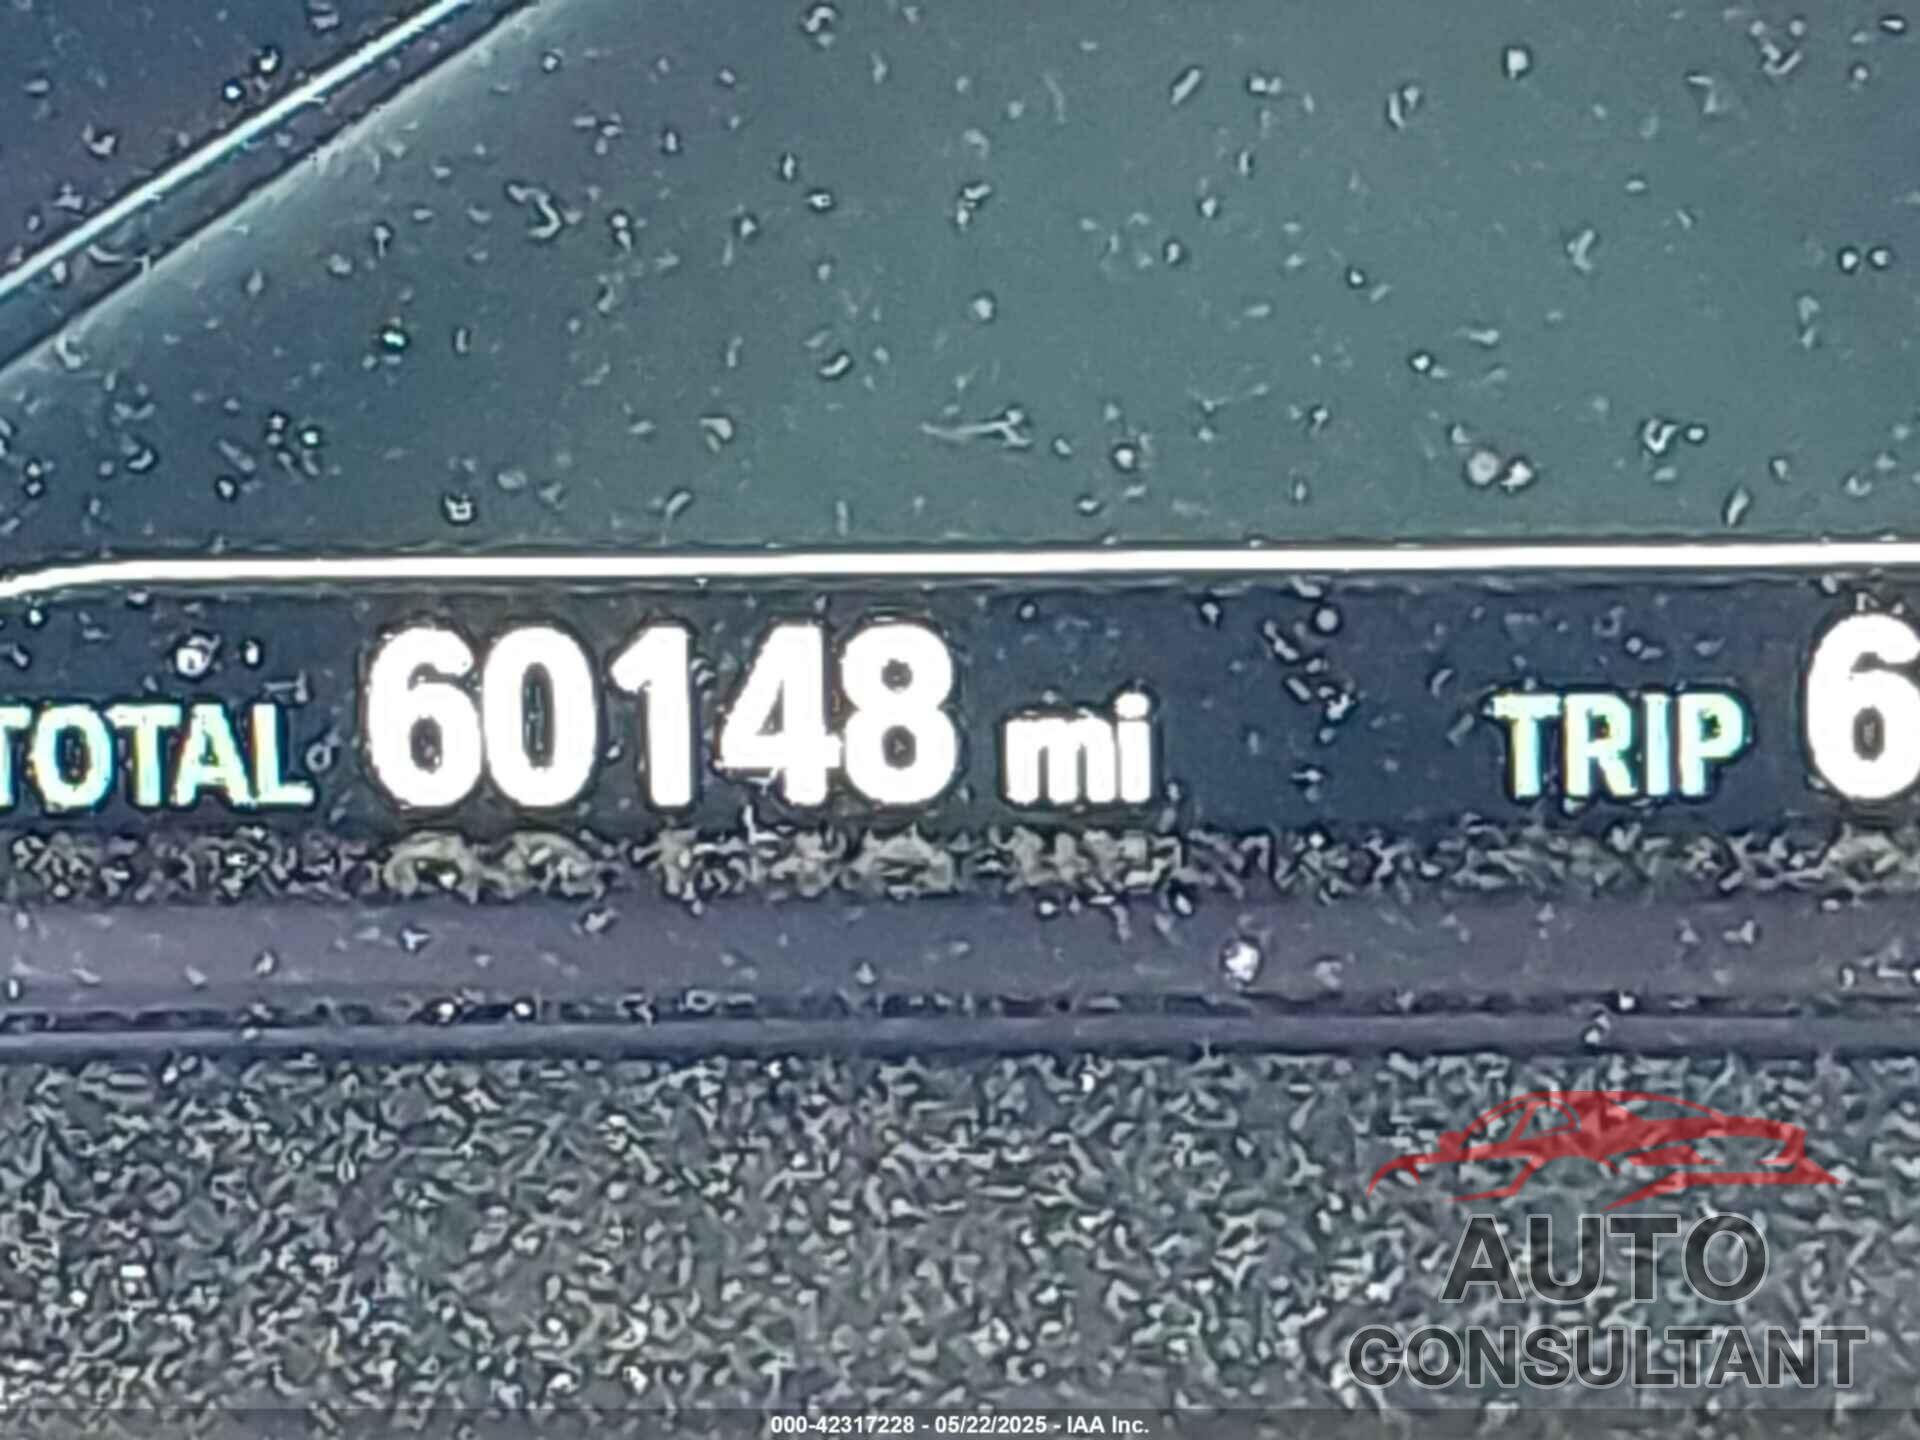 TOTAL 60148 mi TRIP 6
AUTO
CONSULTANT
000-42317228 - 05/22/2025 - IAA Inc.